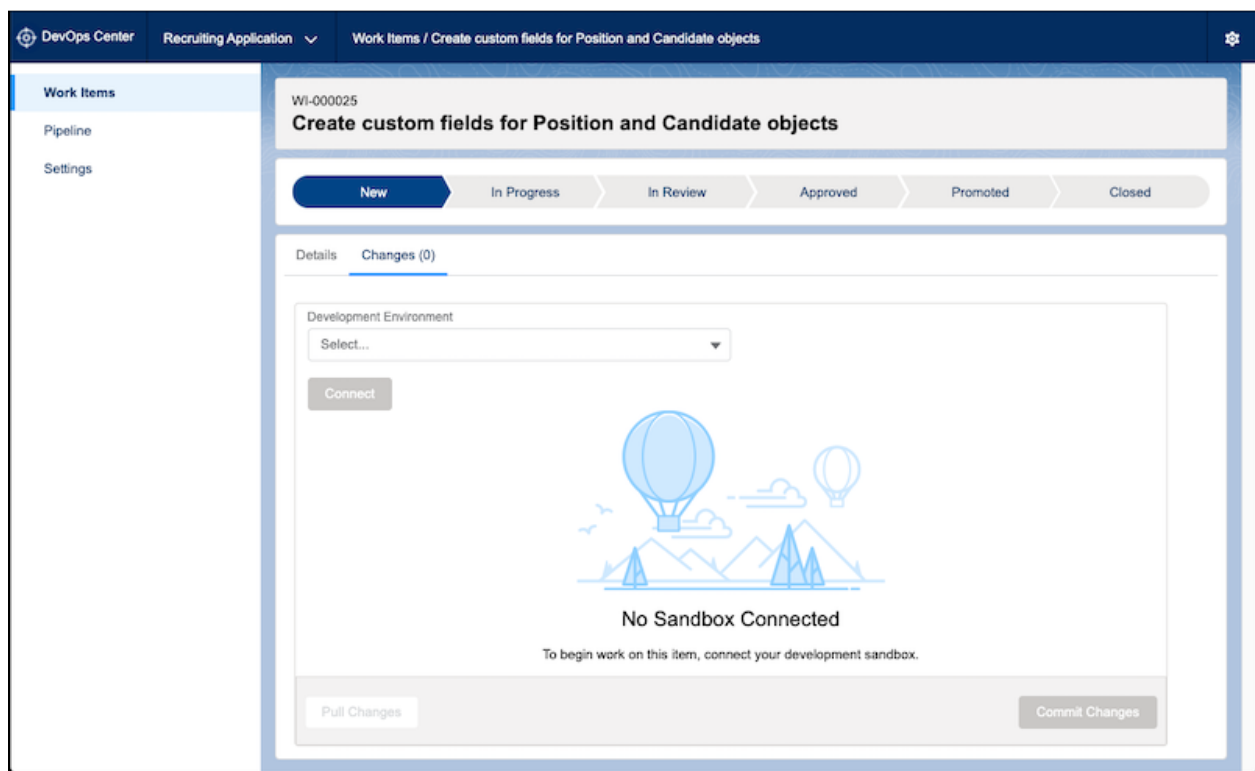 DevOps Center
Recruiting Application
Work Items / Create custom fields for Position and Candidate objects
Work Items
Pipeline
Settings
WI-000025
Create custom fields for Position and Candidate objects
New
In Progress
In Review
Approved
Promoted
Closed
Details
Changes (0)
Development Environment
Select...
Connect
No Sandbox Connected
To begin work on this item, connect your development sandbox.
Pull Changes
Commit Changes